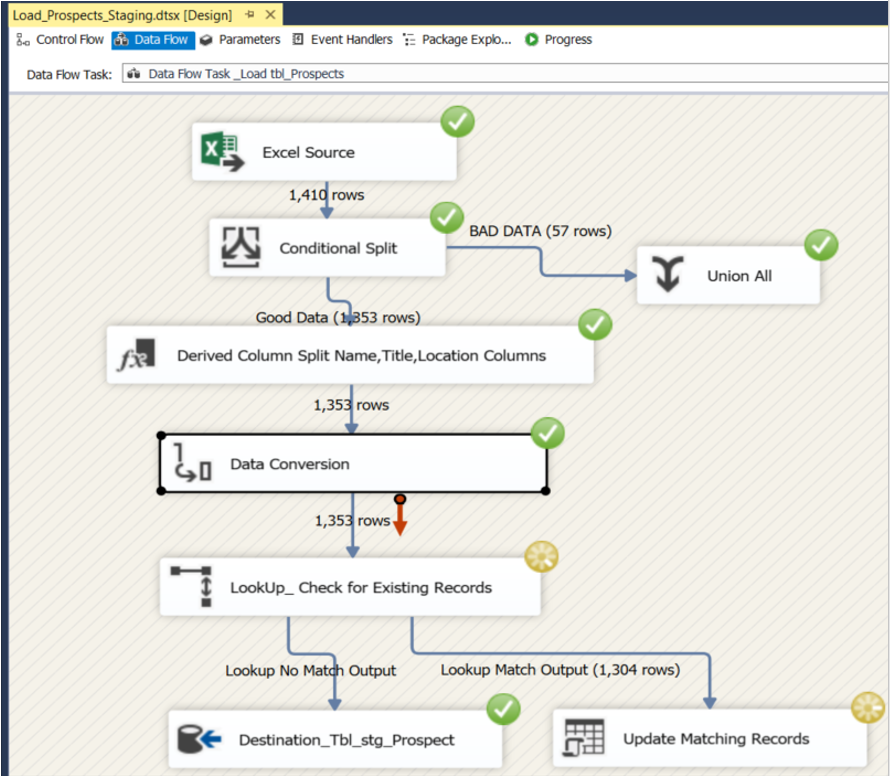 Load_Prospects_Staging.dtsx [Design]
Control Flow Data Flow Parameters Event Handlers Package Explo... Progress
Data Flow Task: Data Flow Task _Load tbl_Prospects
Excel Source
1,410 rows
BAD DATA (57 rows)
Conditional Split
Union All
Good Data (1,353 rows)
fx
Derived Column Split Name,Title,Location Columns
1,353 rows
Data Conversion
1,353 rows
LookUp_ Check for Existing Records
Lookup No Match Output
Lookup Match Output (1,304 rows)
Destination_Tbl_stg_Prospect
Update Matching Records